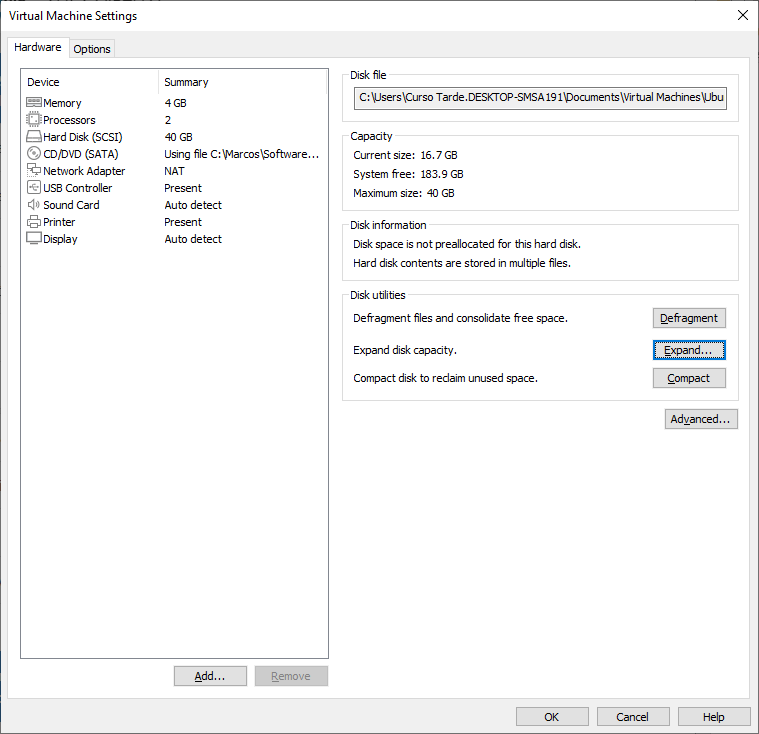 Virtual Machine Settings
Hardware Options
Device Summary
Memory 4 GB
Processors 2
Hard Disk (SCSI) 40 GB
CD/DVD (SATA) Using file C:\Marcos\Software...
Network Adapter NAT
USB Controller Present
Sound Card Auto detect
Printer Present
Display Auto detect
Add... Remove
Disk file
C:\Users\Curso Tarde.DESKTOP-SMSA191\Documents\Virtual Machines\Ubu
Capacity
Current size: 16.7 GB
System free: 183.9 GB
Maximum size: 40 GB
Disk information
Disk space is not preallocated for this hard disk.
Hard disk contents are stored in multiple files.
Disk utilities
Defragment files and consolidate free space. Defragment
Expand disk capacity. Expand...
Compact disk to reclaim unused space. Compact
Advanced...
OK Cancel Help